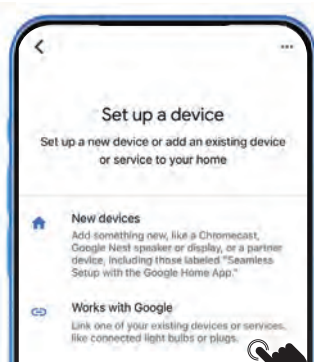 Set up a device
Set up a new device or add an existing device
or service to your home
New devices
Add something new, like a Chromecast,
Google Nest speaker or display, or a partner
device, including those labeled "Seamless
Setup with the Google Home App."
Works with Google
Link one of your existing devices or services,
like connected light bulbs or plugs.